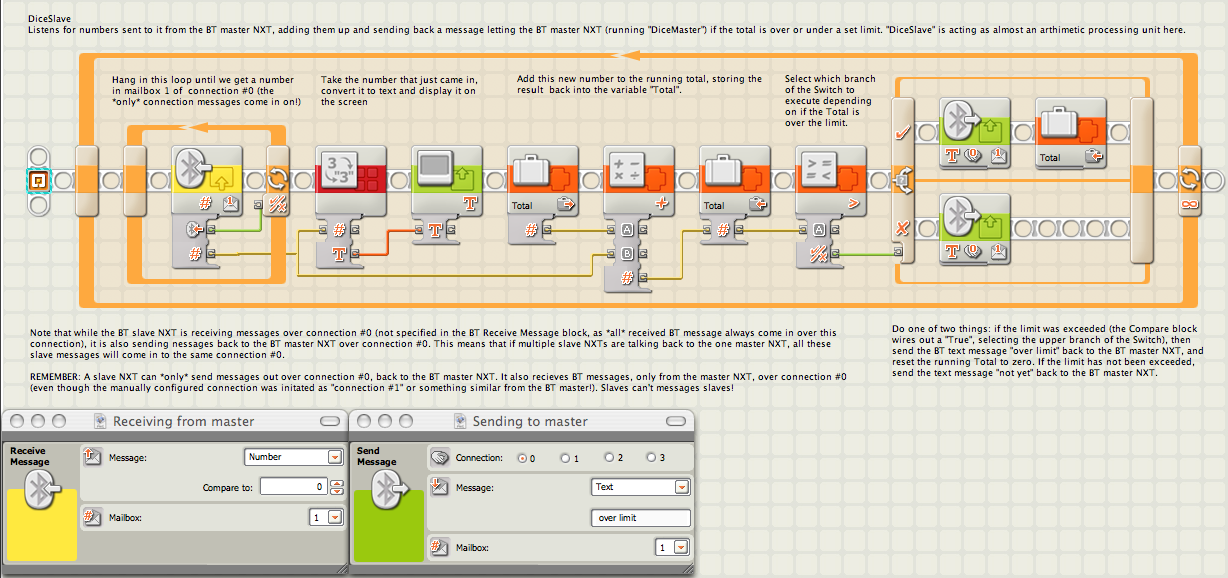 DiceSlave
Listens for numbers sent to it from the BT master NXT, adding them up and sending back a message letting the BT master NXT (running "DiceMaster") if the total is over or under a set limit. "DiceSlave" is acting as almost an arthimetic processing unit here.
Hang in this loop until we get a number
in mailbox 1 of connection #0 (the
*only* connection messages come in on!)
Take the number that just came in,
convert it to text and display it on
the screen
Add this new number to the running total, storing the
result back into the variable "Total".
Select which branch
of the Switch to
execute depending
on if the Total is
over the limit.
3
"3"
Total
Total
Total
#
1
T
#
#
T
T
#
A
B
#
#
A
T
0
1
T
0
1
Note that while the BT slave NXT is receiving messages over connection #0 (not specified in the BT Receive Message block, as *all* received BT message always come in over this
connection), it is also sending nessages back to the BT master NXT over connection #0. This means that if multiple slave NXTs are talking back to the one master NXT, all these
slave messages will come in to the same connection #0.
REMEMBER: A slave NXT can *only* send messages out over connection #0, back to the BT master NXT. It also recieves BT messages, only from the master NXT, over connection #0
(even though the manually configured connection was initated as "connection #1" or something similar from the BT master!). Slaves can't messages slaves!
Do one of two things: if the limit was exceeded (the Compare block
wires out a "True", selecting the upper branch of the Switch), then
send the BT text message "over limit" back to the BT master NXT, and
reset the running Total to zero. If the limit has not been exceeded,
send the text message "not yet" back to the BT master NXT.
Receiving from master
Receive
Message
Message:
Number
Compare to:
0
Mailbox:
1
Sending to master
Send
Message
Connection:
0
1
2
3
Message:
Text
over limit
Mailbox:
1